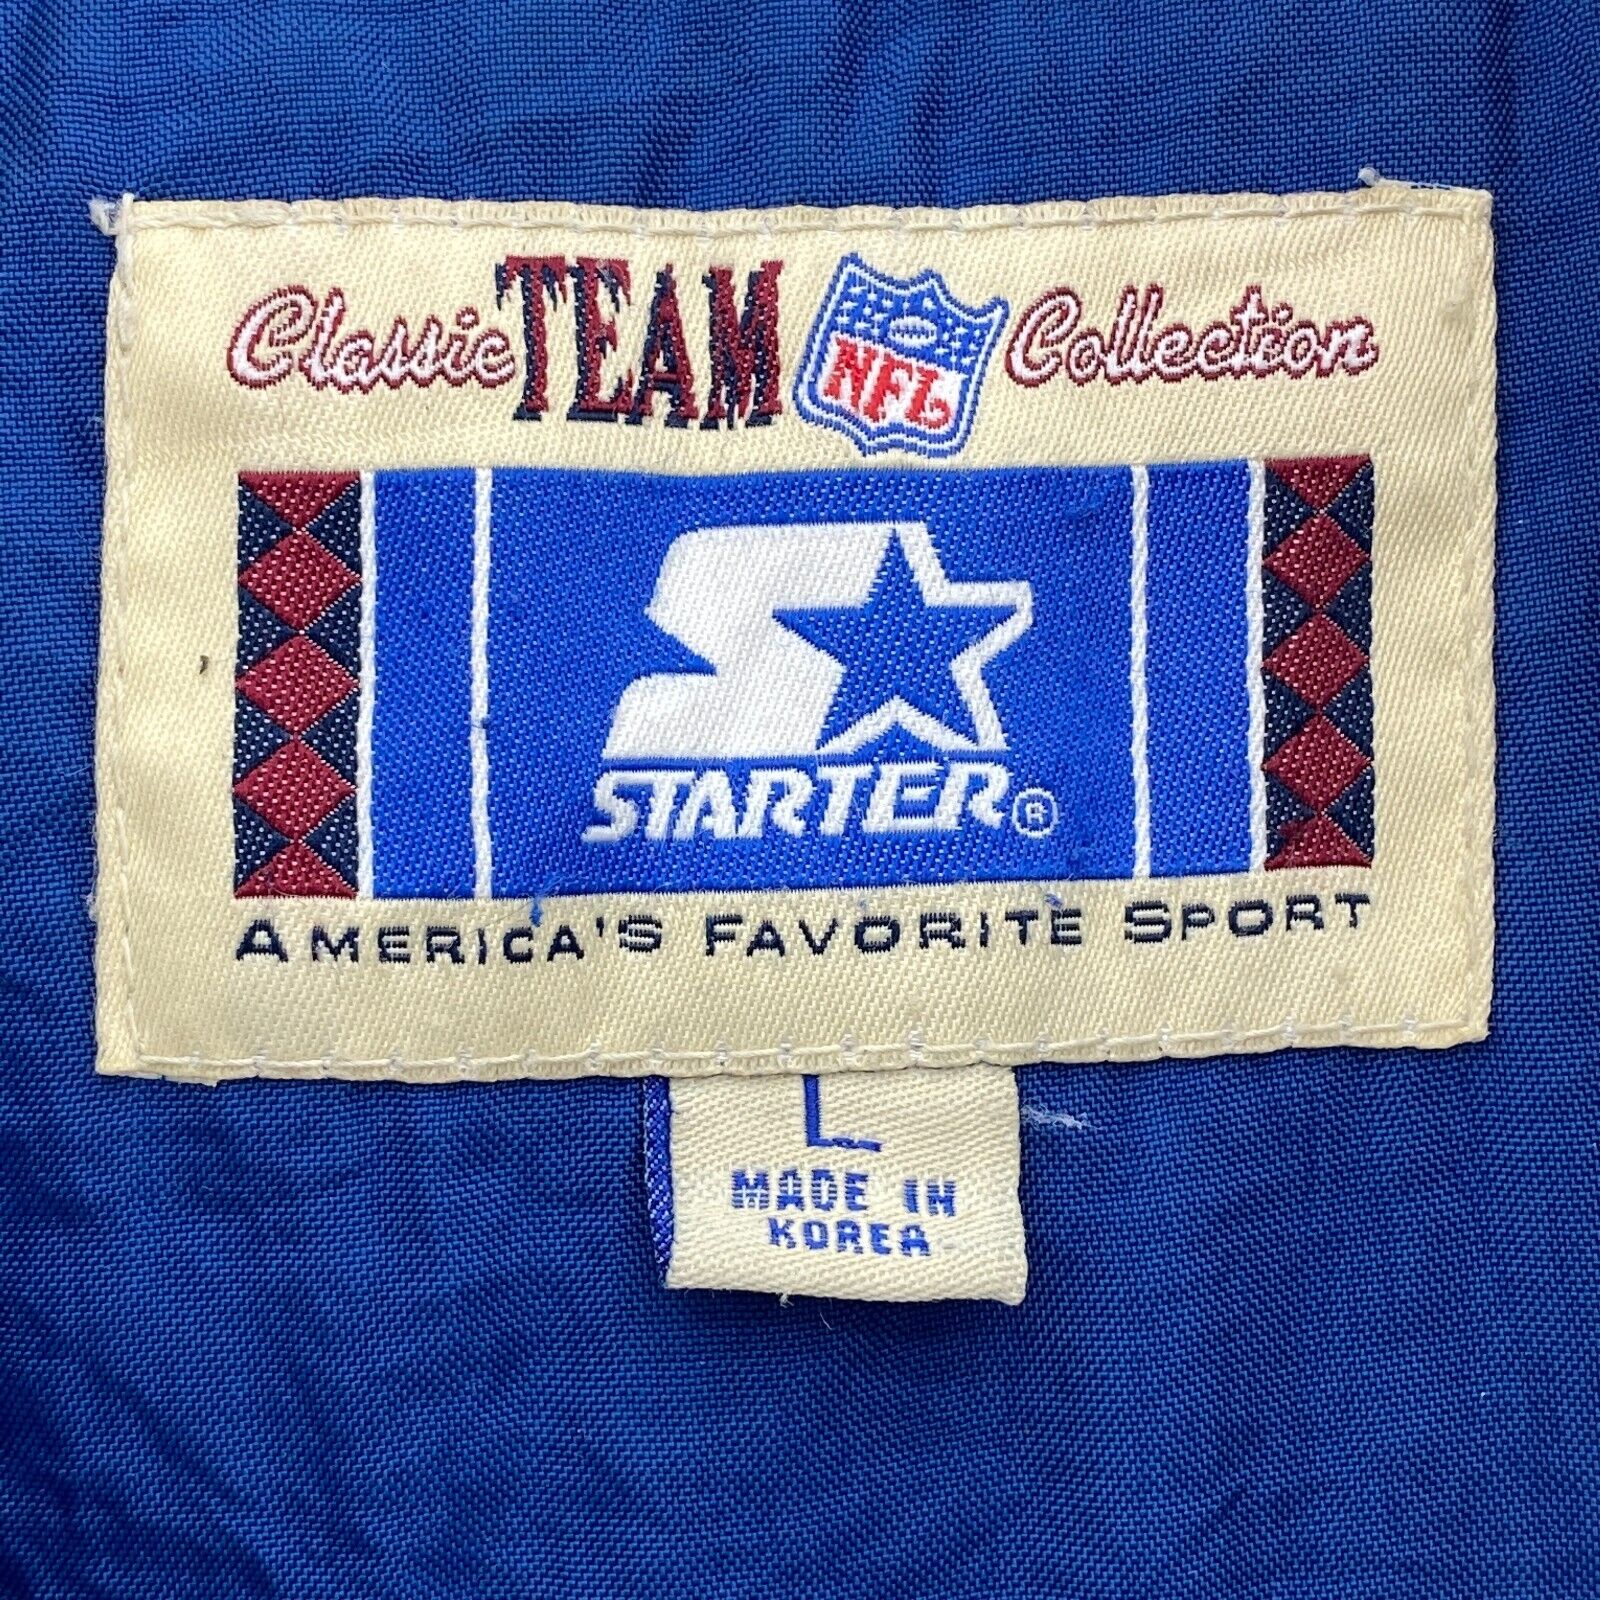 Classic TEAM NFL Collection
STARTER®
AMERICA'S FAVORITE SPORT
L
MADE IN
KOREA